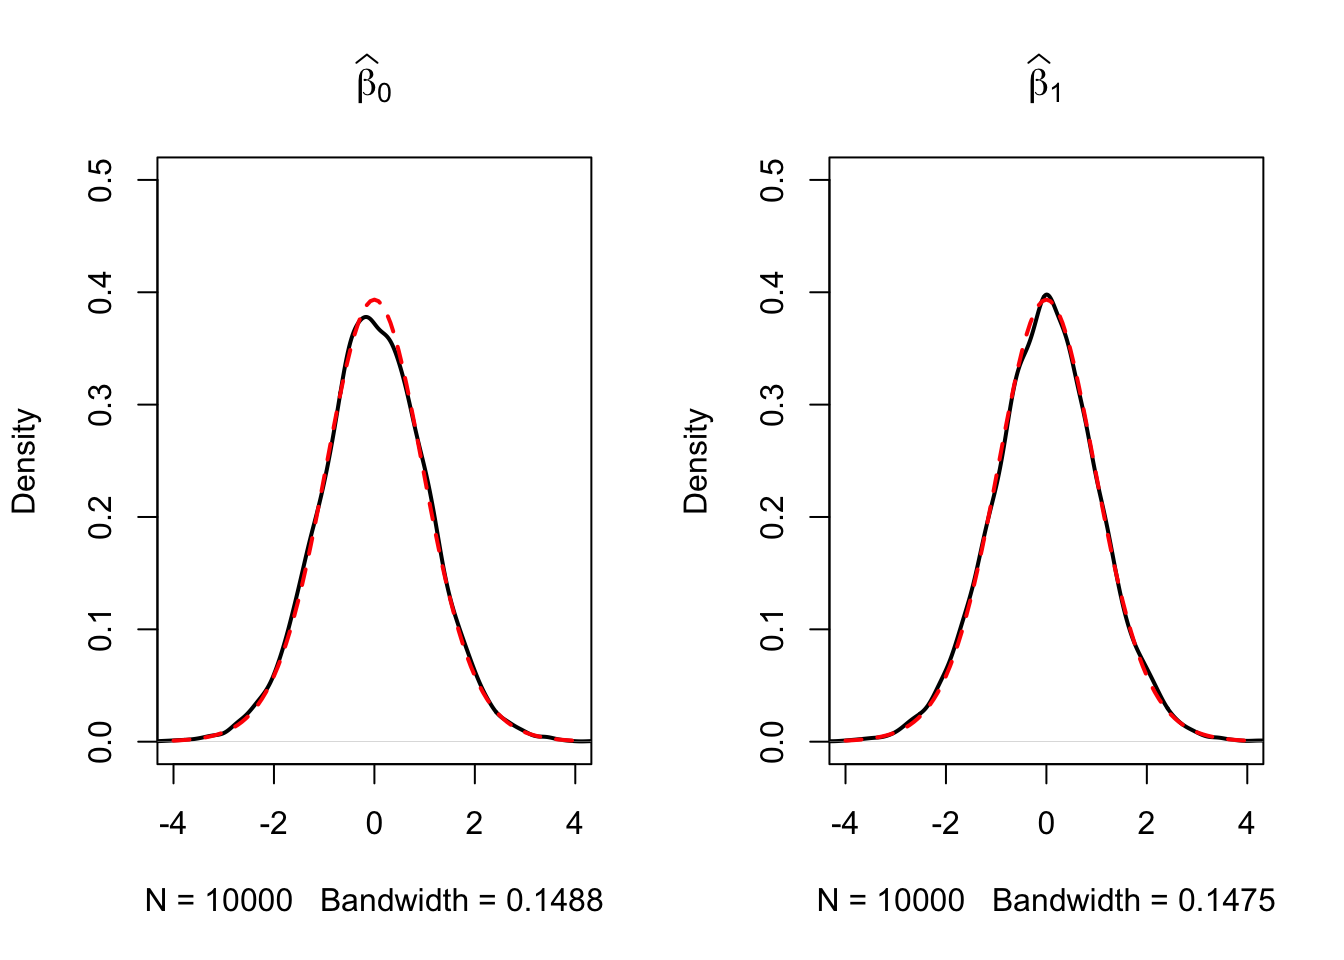 β̂₀
Density
0.0 0.1 0.2 0.3 0.4 0.5
-4 -2 0 2 4
N = 10000 Bandwidth = 0.1488
β̂₁
Density
0.0 0.1 0.2 0.3 0.4 0.5
-4 -2 0 2 4
N = 10000 Bandwidth = 0.1475